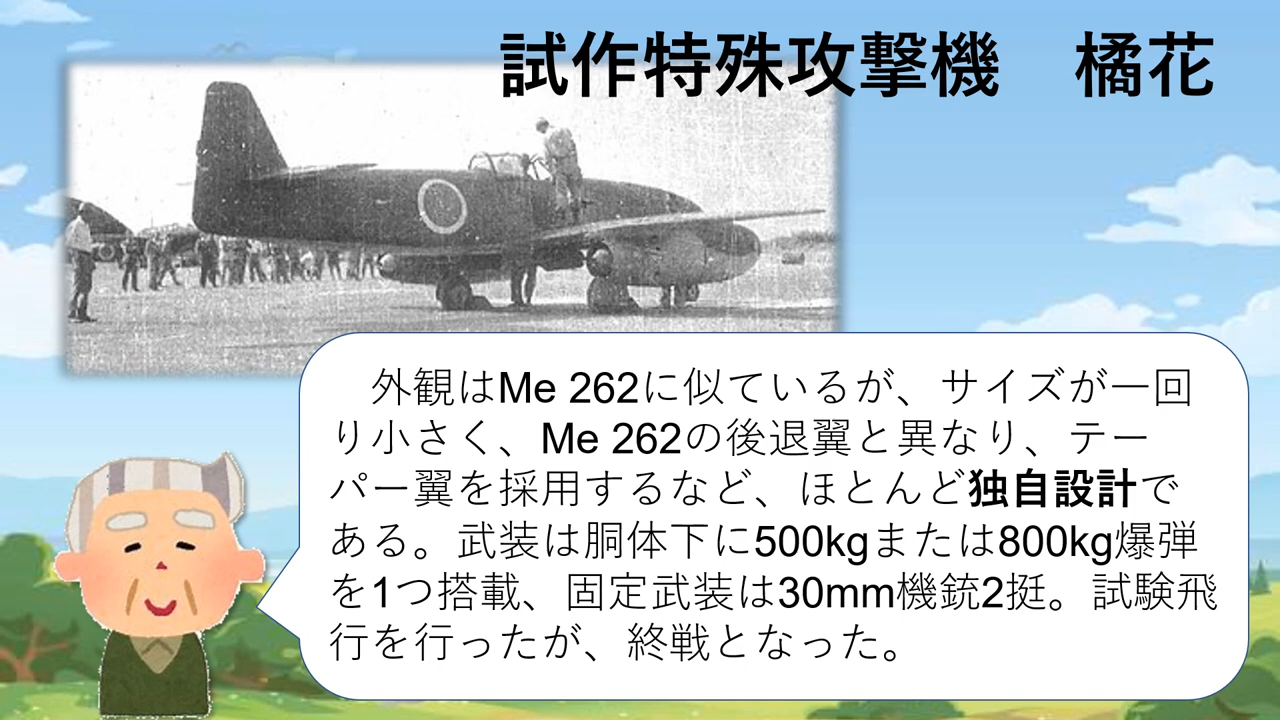 試作特殊攻撃機　橘花
　外観はMe 262に似ているが、サイズが一回
り小さく、Me 262の後退翼と異なり、テー
パー翼を採用するなど、ほとんど独自設計で
ある。武装は胴体下に500kgまたは800kg爆弾
を1つ搭載、固定武装は30mm機銃2挺。試験飛
行を行ったが、終戦となった。